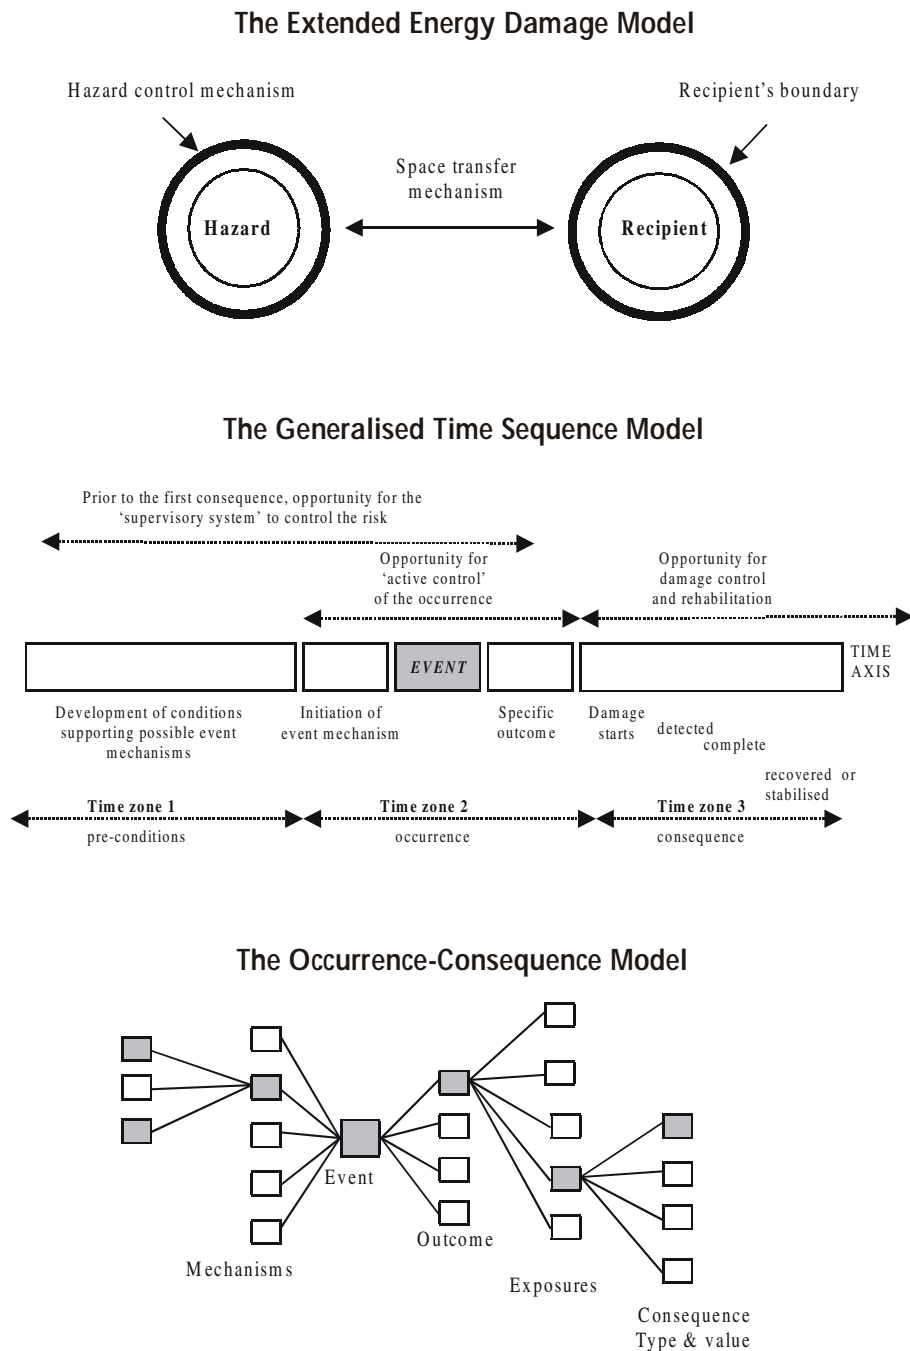 The Extended Energy Damage Model
Hazard control mechanism
Recipient's boundary
Space transfer
mechanism
Hazard
Recipient
The Generalised Time Sequence Model
Prior to the first consequence, opportunity for the
‘supervisory system’ to control the risk
Opportunity for
‘active control’
of the occurrence
Opportunity for
damage control
and rehabilitation
EVENT
TIME
AXIS
Development of conditions
supporting possible event
mechanisms
Initiation of
event mechanism
Specific
outcome
Damage
starts
detected
complete
recovered or
stabilised
Time zone 1
Time zone 2
Time zone 3
pre-conditions
occurrence
consequence
The Occurrence-Consequence Model
Event
Mechanisms
Outcome
Exposures
Consequence
Type & value